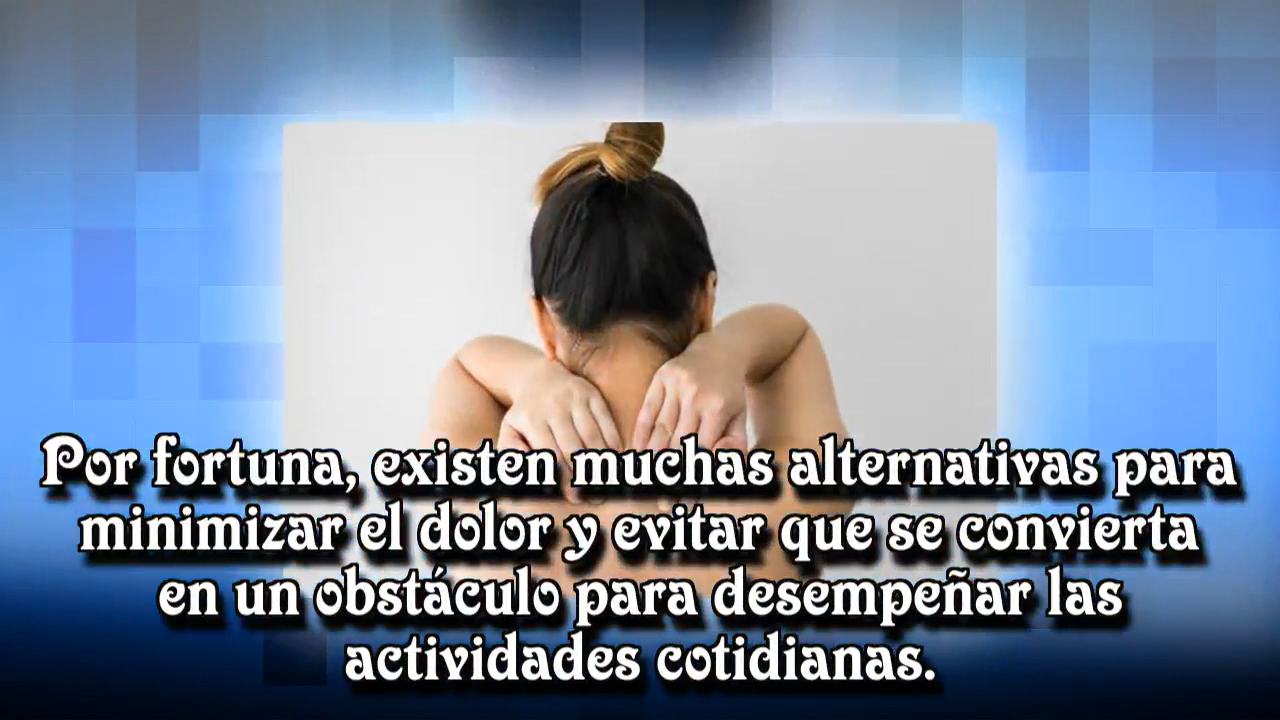 Por fortuna, existen muchas alternativas para
minimizar el dolor y evitar que se convierta
en un obstáculo para desempeñar las
actividades cotidianas.